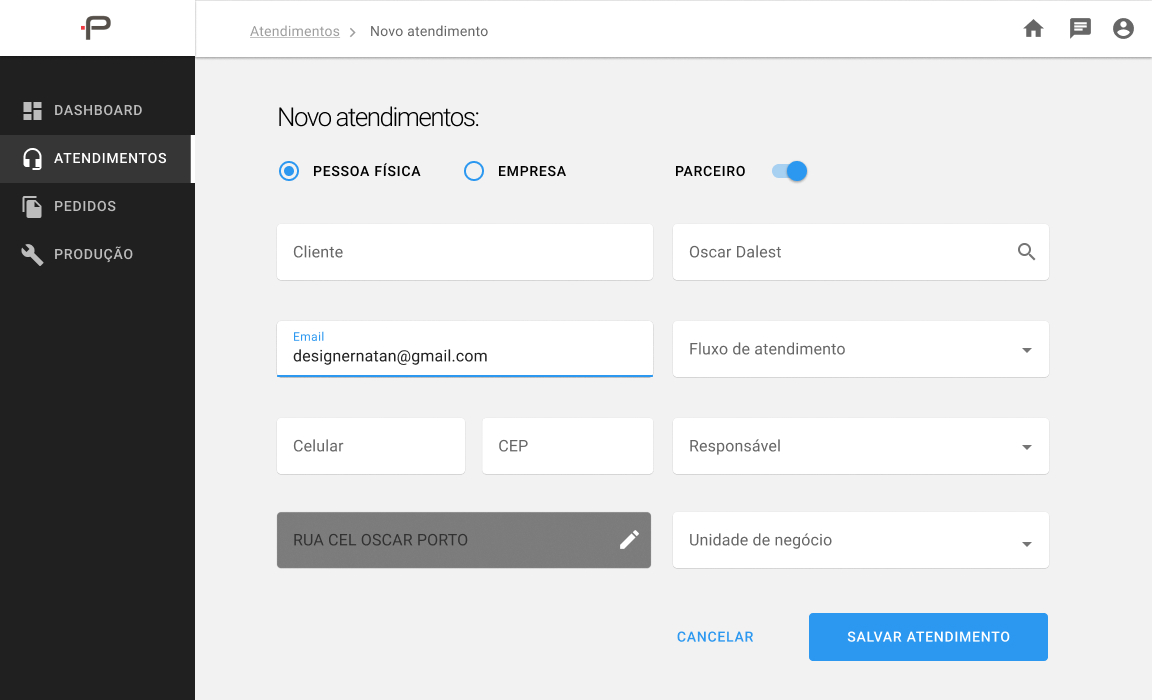 P
Atendimentos > Novo atendimento
DASHBOARD
ATENDIMENTOS
PEDIDOS
PRODUÇÃO
Novo atendimentos:
PESSOA FÍSICA EMPRESA PARCEIRO
Cliente
Oscar Dalest
Email
designernatan@gmail.com
Fluxo de atendimento
Celular
CEP
Responsável
RUA CEL OSCAR PORTO
Unidade de negócio
CANCELAR
SALVAR ATENDIMENTO